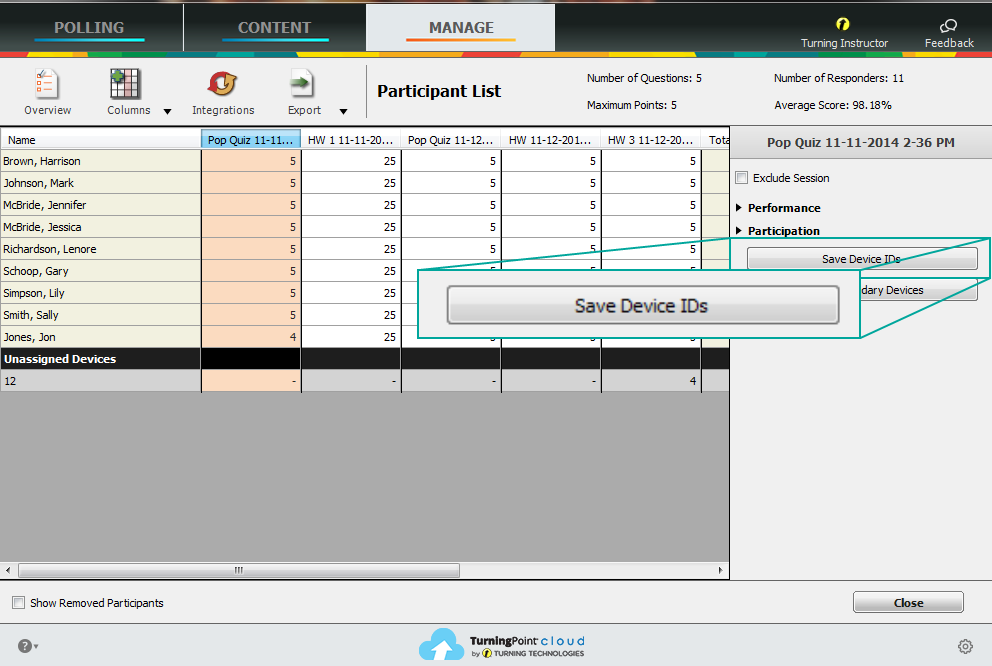 POLLING CONTENT MANAGE Turning Instructor Feedback
Overview Columns Integrations Export Participant List
Number of Questions: 5 Number of Responders: 11
Maximum Points: 5 Average Score: 98.18%
Name Pop Quiz 11-11... HW 1 11-11-20... Pop Quiz 11-12... HW 11-12-201... HW 3 11-12-20... Tota
Brown, Harrison 5 25 5 5 5
Johnson, Mark 5 25 5 5 5
McBride, Jennifer 5 25 5 5 5
McBride, Jessica 5 25 5 5 5
Richardson, Lenore 5 25 5 5 5
Schoop, Gary 5 25
Simpson, Lily 5 25
Smith, Sally 5 25
Jones, Jon 4 25
Unassigned Devices
12 - - - - 4
Pop Quiz 11-11-2014 2-36 PM
Exclude Session
Performance
Participation
Save Device IDs
dary Devices
Save Device IDs
Show Removed Participants Close
? TurningPoint cloud
by TURNING TECHNOLOGIES